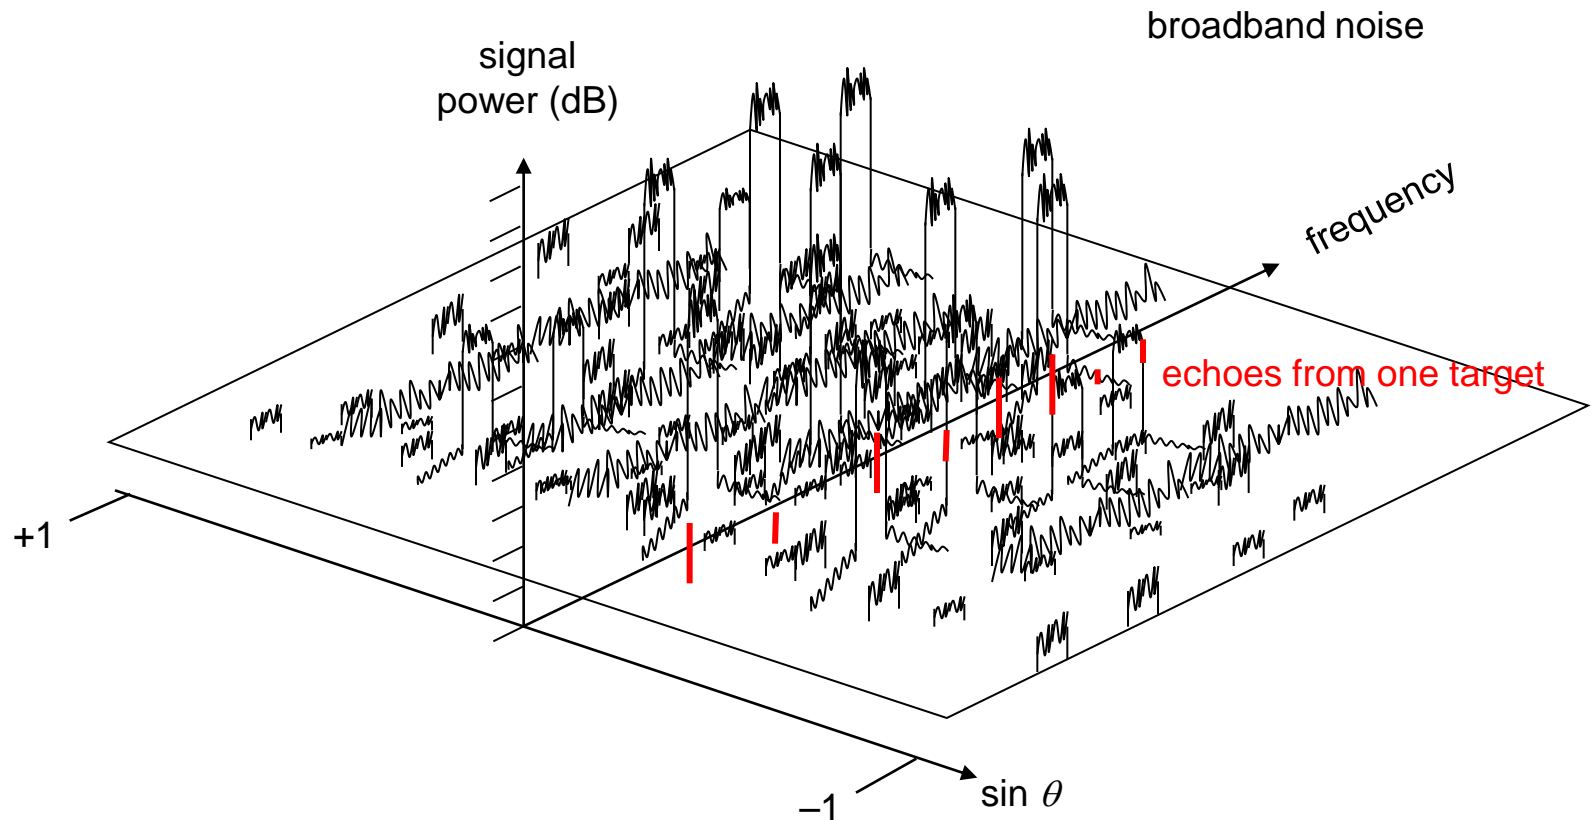 broadband noise
signal
power (dB)
frequency
echoes from one target
+1
–1
sin θ